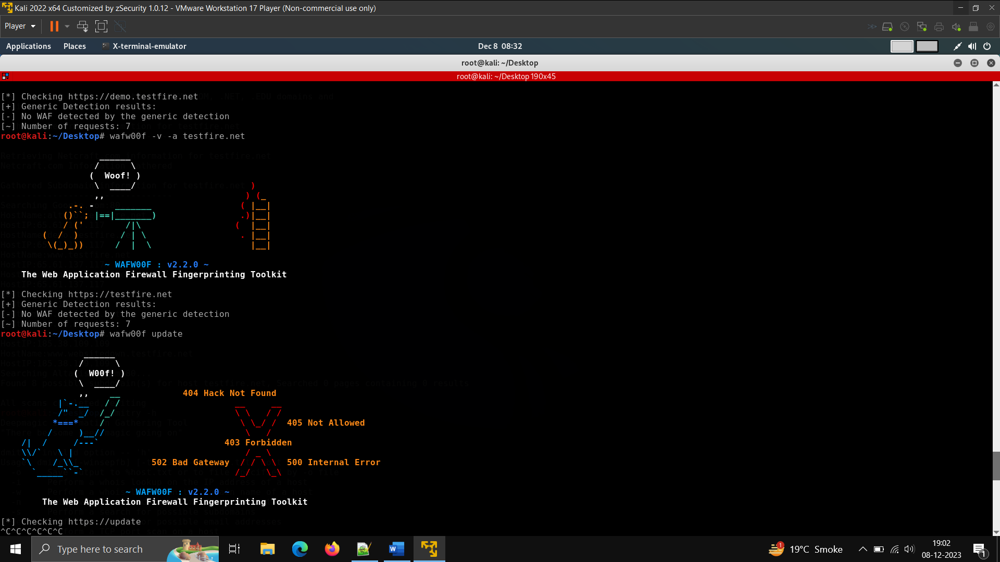 Kali 2022 x64 Customized by zSecurity 1.0.12 - VMware Workstation 17 Player (Non-commercial use only)
Player
Applications Places X-terminal-emulator Dec 8 08:32
root@kali: ~/Desktop
root@kali: ~/Desktop 190x45
[*] Checking https://demo.testfire.net
[+] Generic Detection results:
[-] No WAF detected by the generic detection
[~] Number of requests: 7
root@kali:~/Desktop# wafw00f -v -a testfire.net
Woof!
~ WAFW00F : v2.2.0 ~
The Web Application Firewall Fingerprinting Toolkit
[*] Checking https://testfire.net
[+] Generic Detection results:
[-] No WAF detected by the generic detection
[~] Number of requests: 7
root@kali:~/Desktop# wafw00f update
W00f!
404 Hack Not Found
405 Not Allowed
403 Forbidden
502 Bad Gateway 500 Internal Error
~ WAFW00F : v2.2.0 ~
The Web Application Firewall Fingerprinting Toolkit
[*] Checking https://update
^C^C^C^C^C^C
Type here to search
1
19°C Smoke
19:02
08-12-2023
1